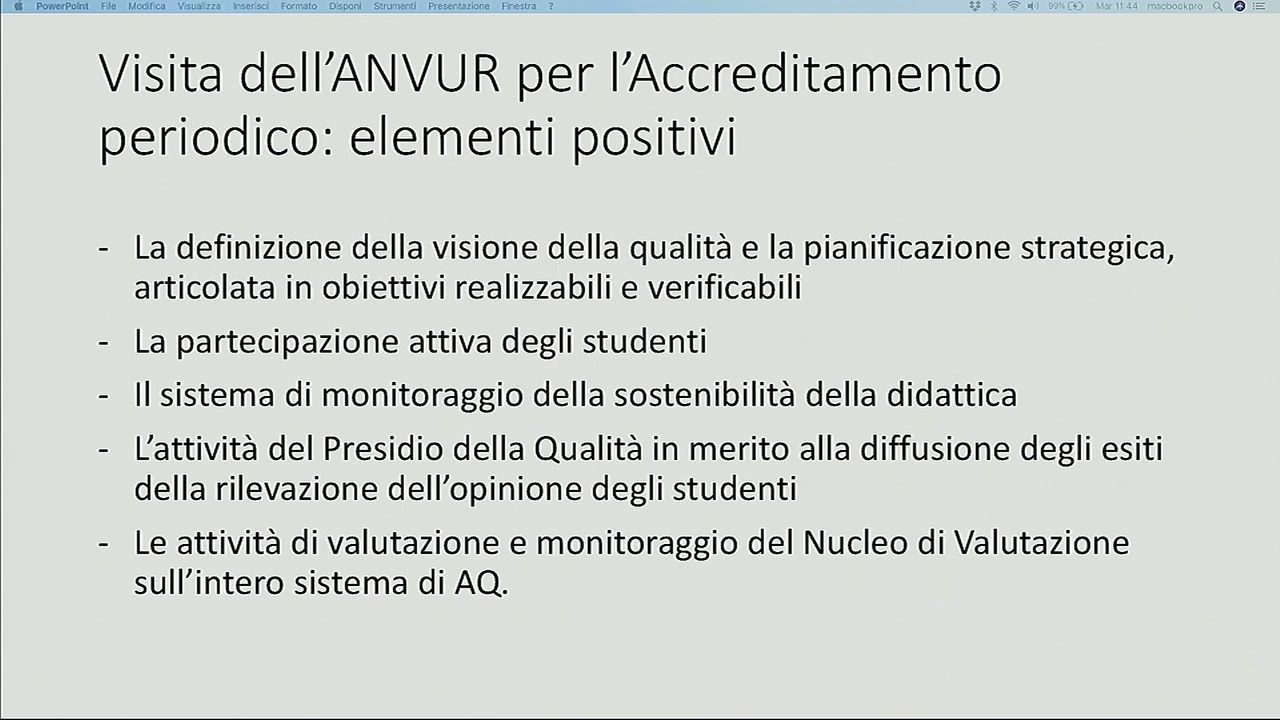 PowerPoint File Modifica Visualizza Inserisci Formato Disponi Strumenti Presentazione Finestra ? 99% Mar 11:44 macbookpro
Visita dell’ANVUR per l’Accreditamento
periodico: elementi positivi
- La definizione della visione della qualità e la pianificazione strategica,
articolata in obiettivi realizzabili e verificabili
- La partecipazione attiva degli studenti
- Il sistema di monitoraggio della sostenibilità della didattica
- L’attività del Presidio della Qualità in merito alla diffusione degli esiti
della rilevazione dell’opinione degli studenti
- Le attività di valutazione e monitoraggio del Nucleo di Valutazione
sull’intero sistema di AQ.